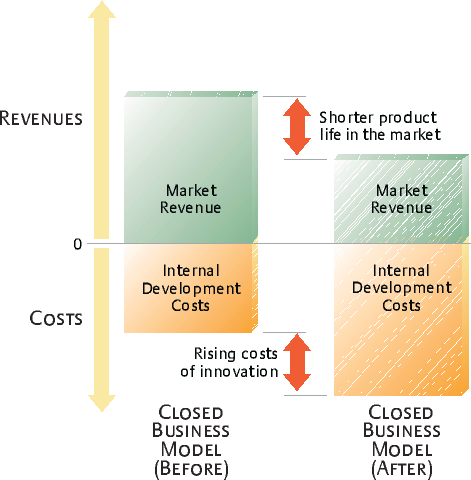 REVENUES
Shorter product
life in the market
Market
Revenue
Market
Revenue
0
Internal
Development
Costs
Internal
Development
Costs
COSTS
Rising costs
of innovation
CLOSED
BUSINESS
MODEL
(BEFORE)
CLOSED
BUSINESS
MODEL
(AFTER)